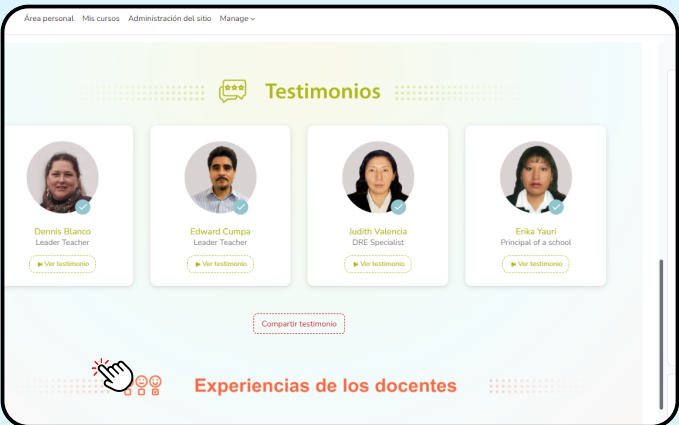 Área personal Mis cursos Administración del sitio Manage
Testimonios
Dennis Blanco
Leader Teacher
Ver testimonio
Edward Cumpa
Leader Teacher
Ver testimonio
Judith Valencia
DRE Specialist
Ver testimonio
Erika Yauri
Principal of a school
Ver testimonio
Compartir testimonio
Experiencias de los docentes